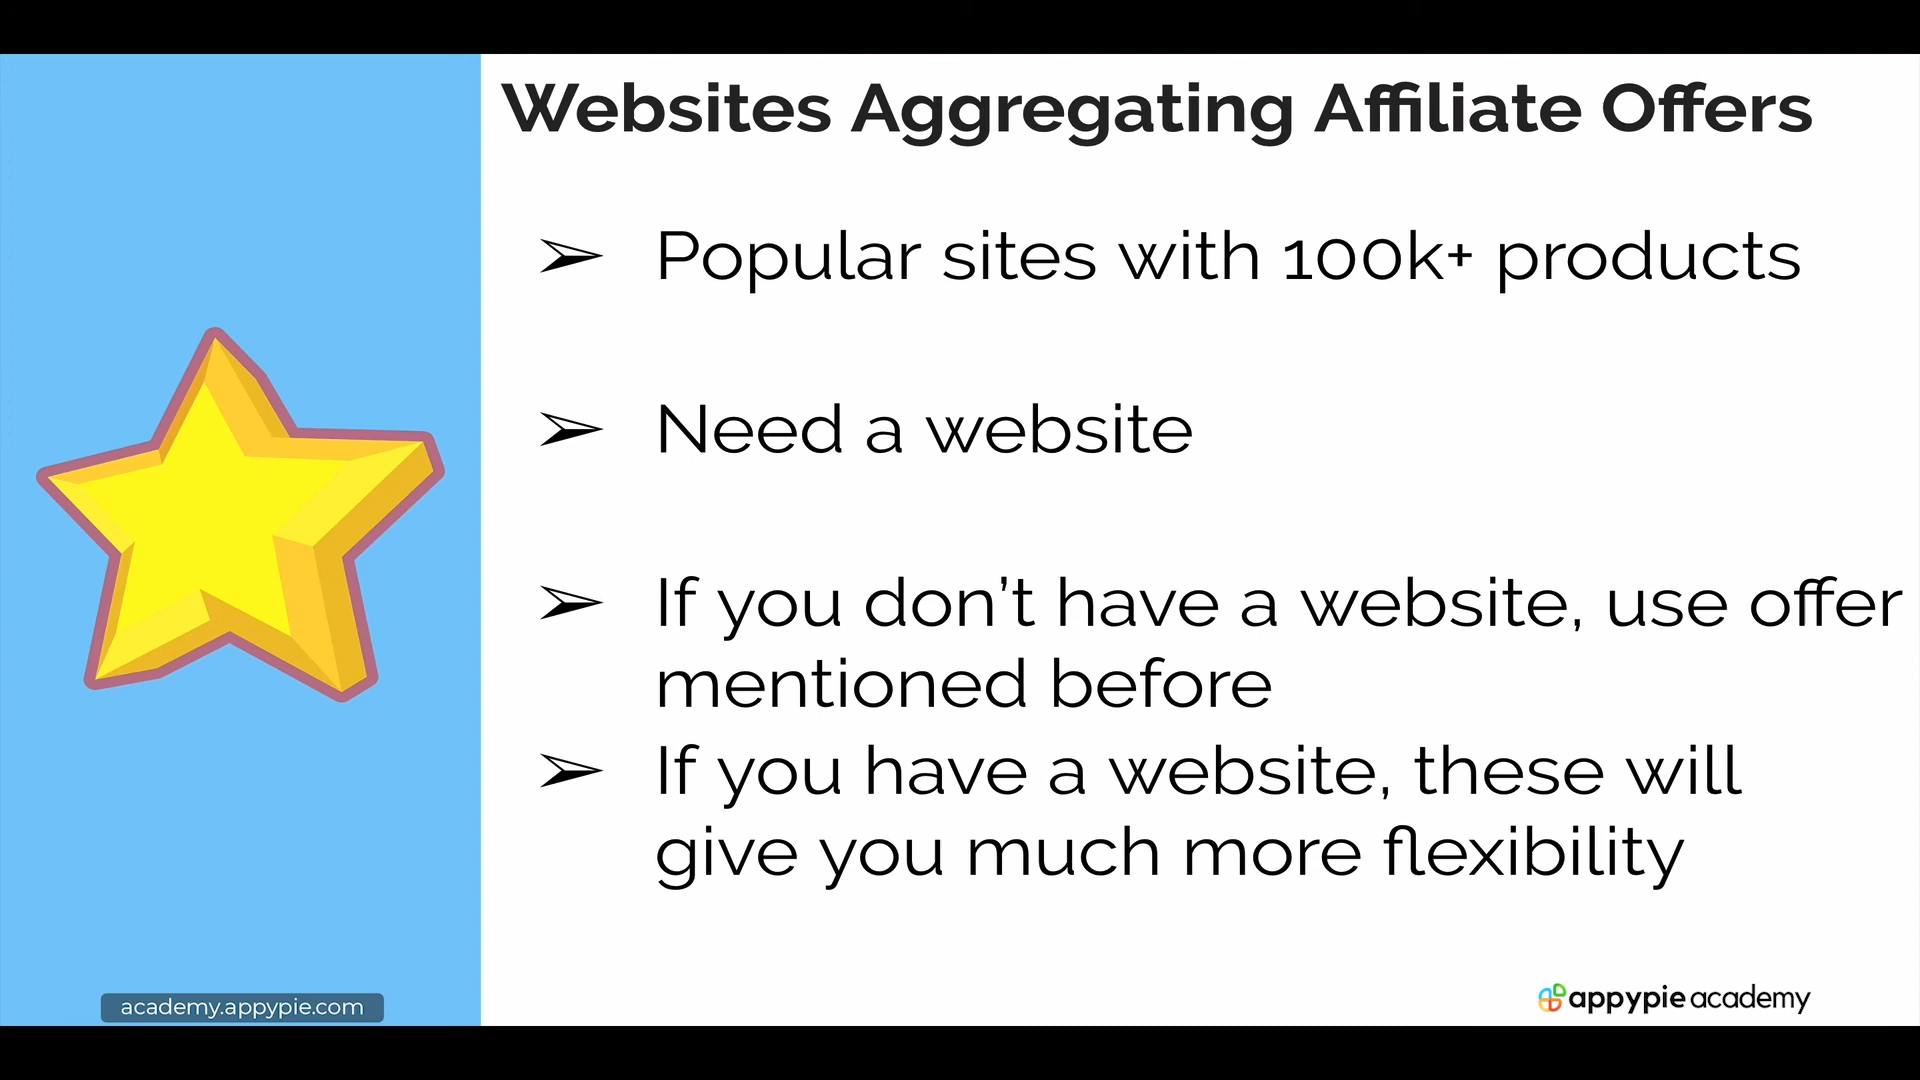 Websites Aggregating Affiliate Offers
➢ Popular sites with 100k+ products
➢ Need a website
➢ If you don’t have a website, use offer
mentioned before
➢ If you have a website, these will
give you much more flexibility
academy.appypie.com
appypie academy